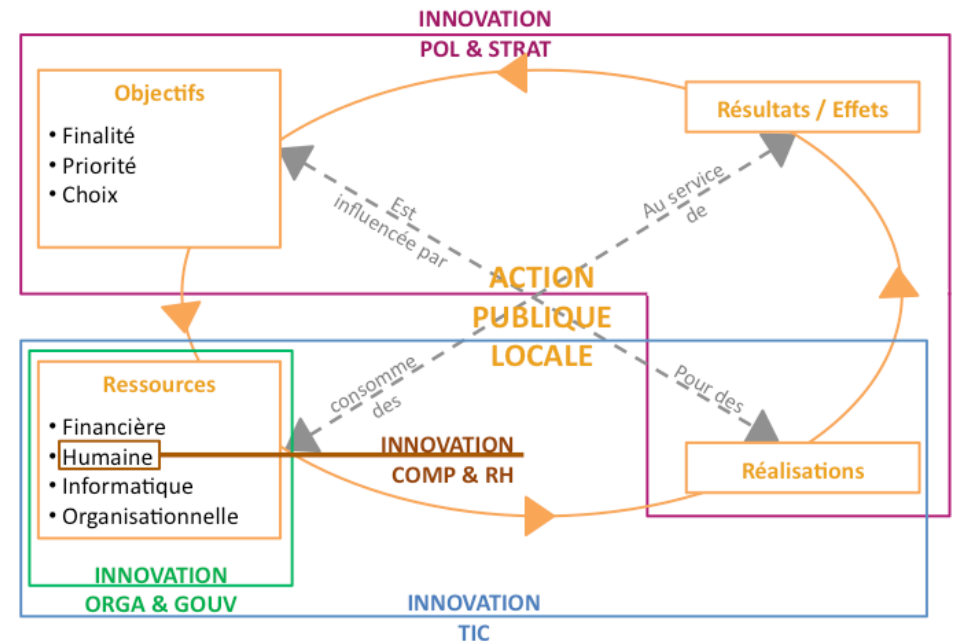 INNOVATION
POL & STRAT
Objectifs
• Finalité
• Priorité
• Choix
Résultats / Effets
Est
influencée par
Au service
de
ACTION
PUBLIQUE
LOCALE
consomme
des
Pour des
Ressources
• Financière
• Humaine
• Informatique
• Organisationnelle
INNOVATION
COMP & RH
Réalisations
INNOVATION
ORGA & GOUV
INNOVATION
TIC